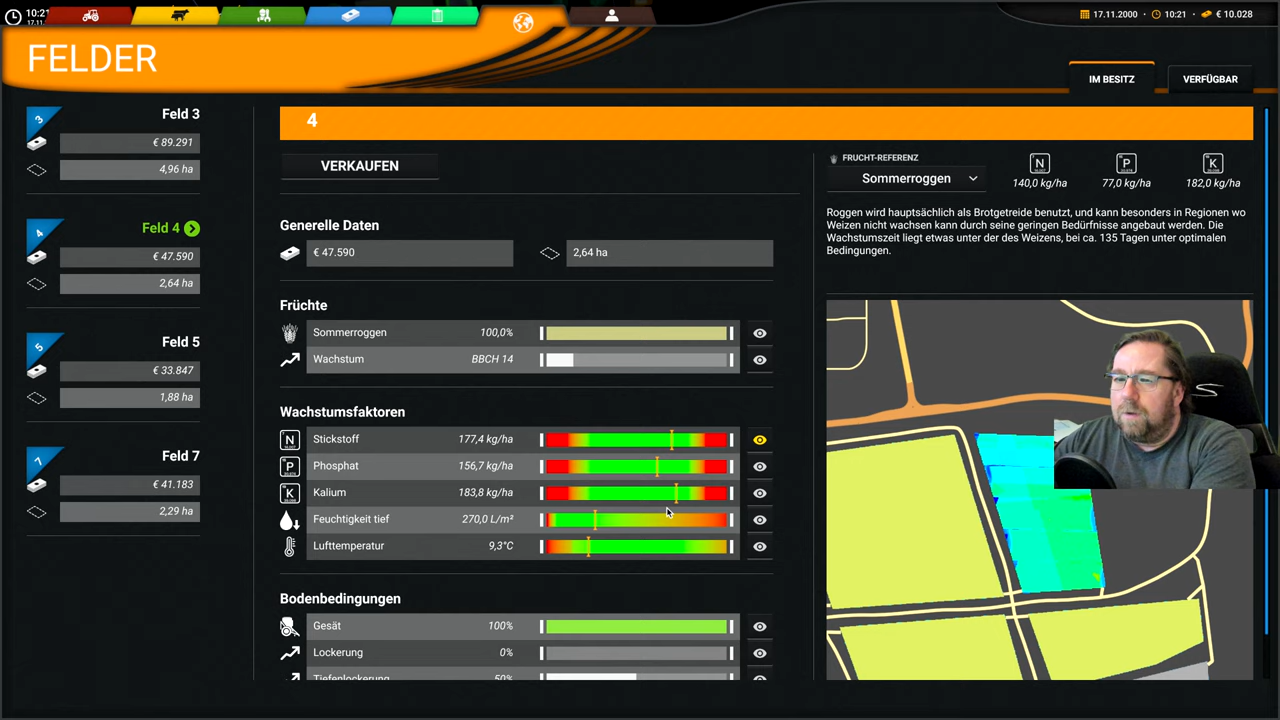 10:21
17.11.
17.11.2000 • 10:21 • € 10.028
FELDER
IM BESITZ
VERFÜGBAR
3
Feld 3
€ 89.291
4,96 ha
4
Feld 4
€ 47.590
2,64 ha
5
Feld 5
€ 33.847
1,88 ha
7
Feld 7
€ 41.183
2,29 ha
4
VERKAUFEN
Generelle Daten
€ 47.590
2,64 ha
Früchte
Sommerroggen 100,0%
Wachstum BBCH 14
Wachstumsfaktoren
N Stickstoff 177,4 kg/ha
P Phosphat 156,7 kg/ha
K Kalium 183,8 kg/ha
Feuchtigkeit tief 270,0 L/m²
Lufttemperatur 9,3°C
Bodenbedingungen
Gesät 100%
Lockerung 0%
Tiefenlockerung 50%
FRUCHT-REFERENZ
Sommerroggen
N
140,0 kg/ha
P
77,0 kg/ha
K
182,0 kg/ha
Roggen wird hauptsächlich als Brotgetreide benutzt, und kann besonders in Regionen wo
Weizen nicht wachsen kann durch seine geringen Bedürfnisse angebaut werden. Die
Wachstumszeit liegt etwas unter der des Weizens, bei ca. 135 Tagen unter optimalen
Bedingungen.